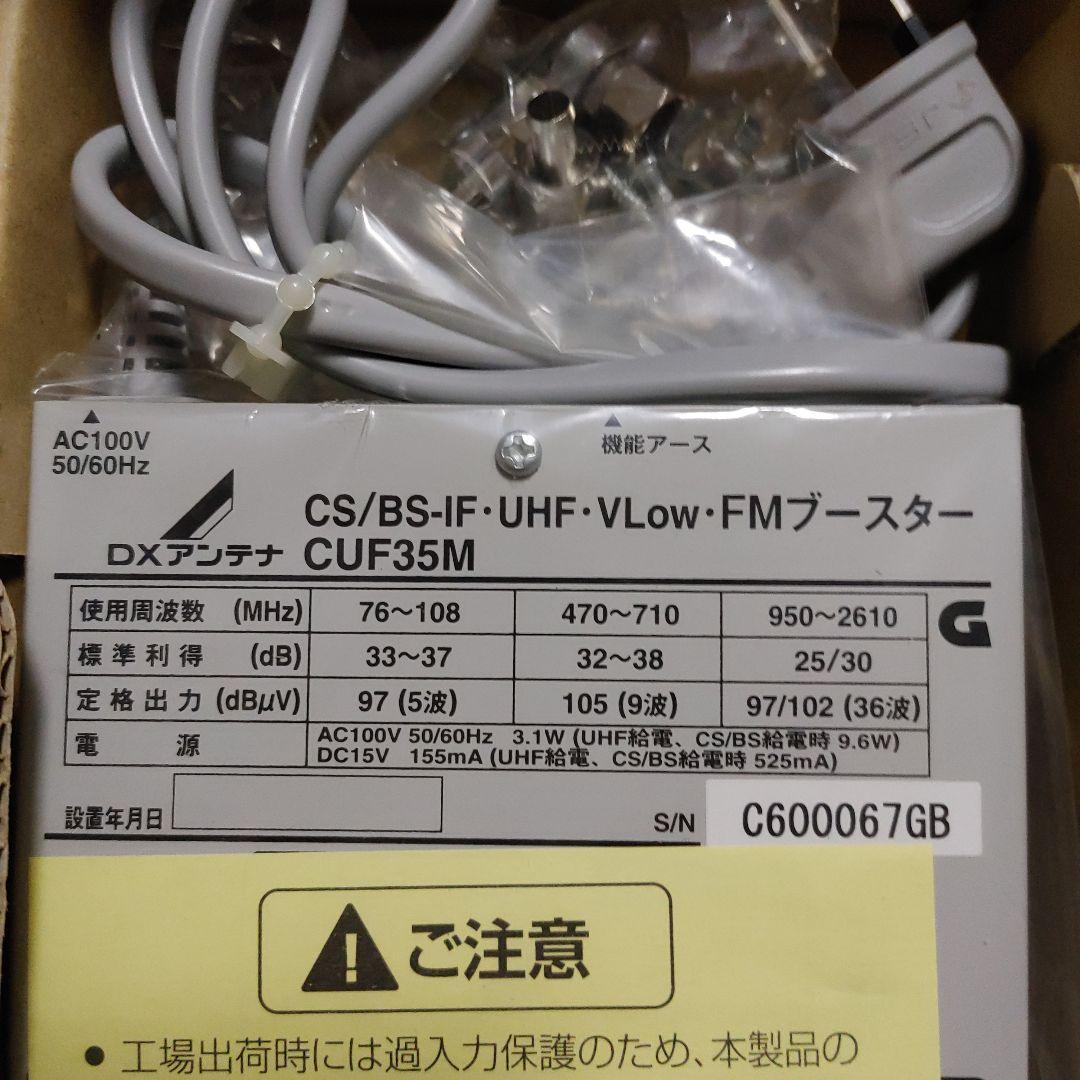 AC100V
50/60Hz
機能アース
DXアンテナ
CS/BS-IF・UHF・VLow・FMブースター
CUF35M
使用周波数 (MHz) 76～108 470～710 950～2610
標準利得 (dB) 33～37 32～38 25/30
定格出力 (dBμV) 97 (5波) 105 (9波) 97/102 (36波)
電源 AC100V 50/60Hz 3.1W (UHF給電、CS/BS給電時 9.6W)
DC15V 155mA (UHF給電、CS/BS給電時 525mA)
G
設置年月日
S/N C600067GB
ご注意
● 工場出荷時には過入力保護のため、本製品の